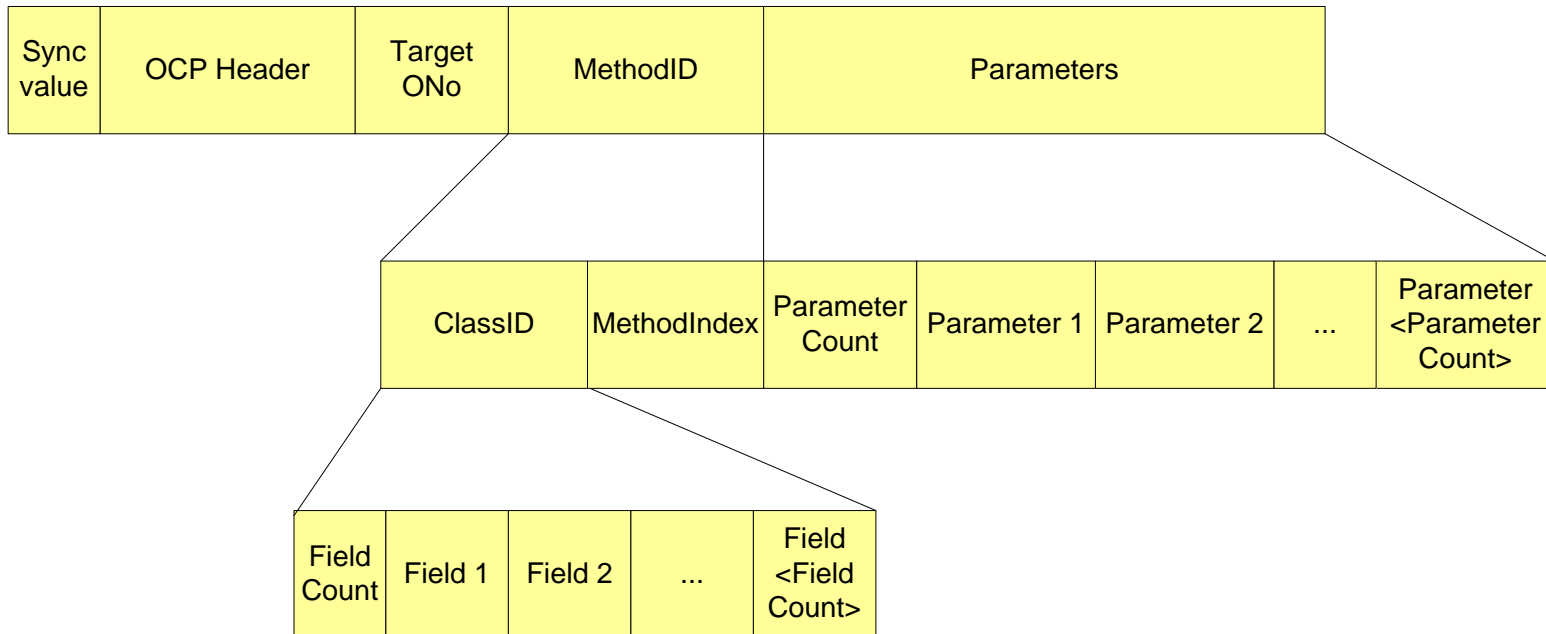 Sync
value
OCP Header
Target
ONo
MethodID
Parameters
ClassID
MethodIndex
Parameter
Count
Parameter 1
Parameter 2
...
Parameter
<Parameter
Count>
Field
Count
Field 1
Field 2
...
Field
<Field
Count>